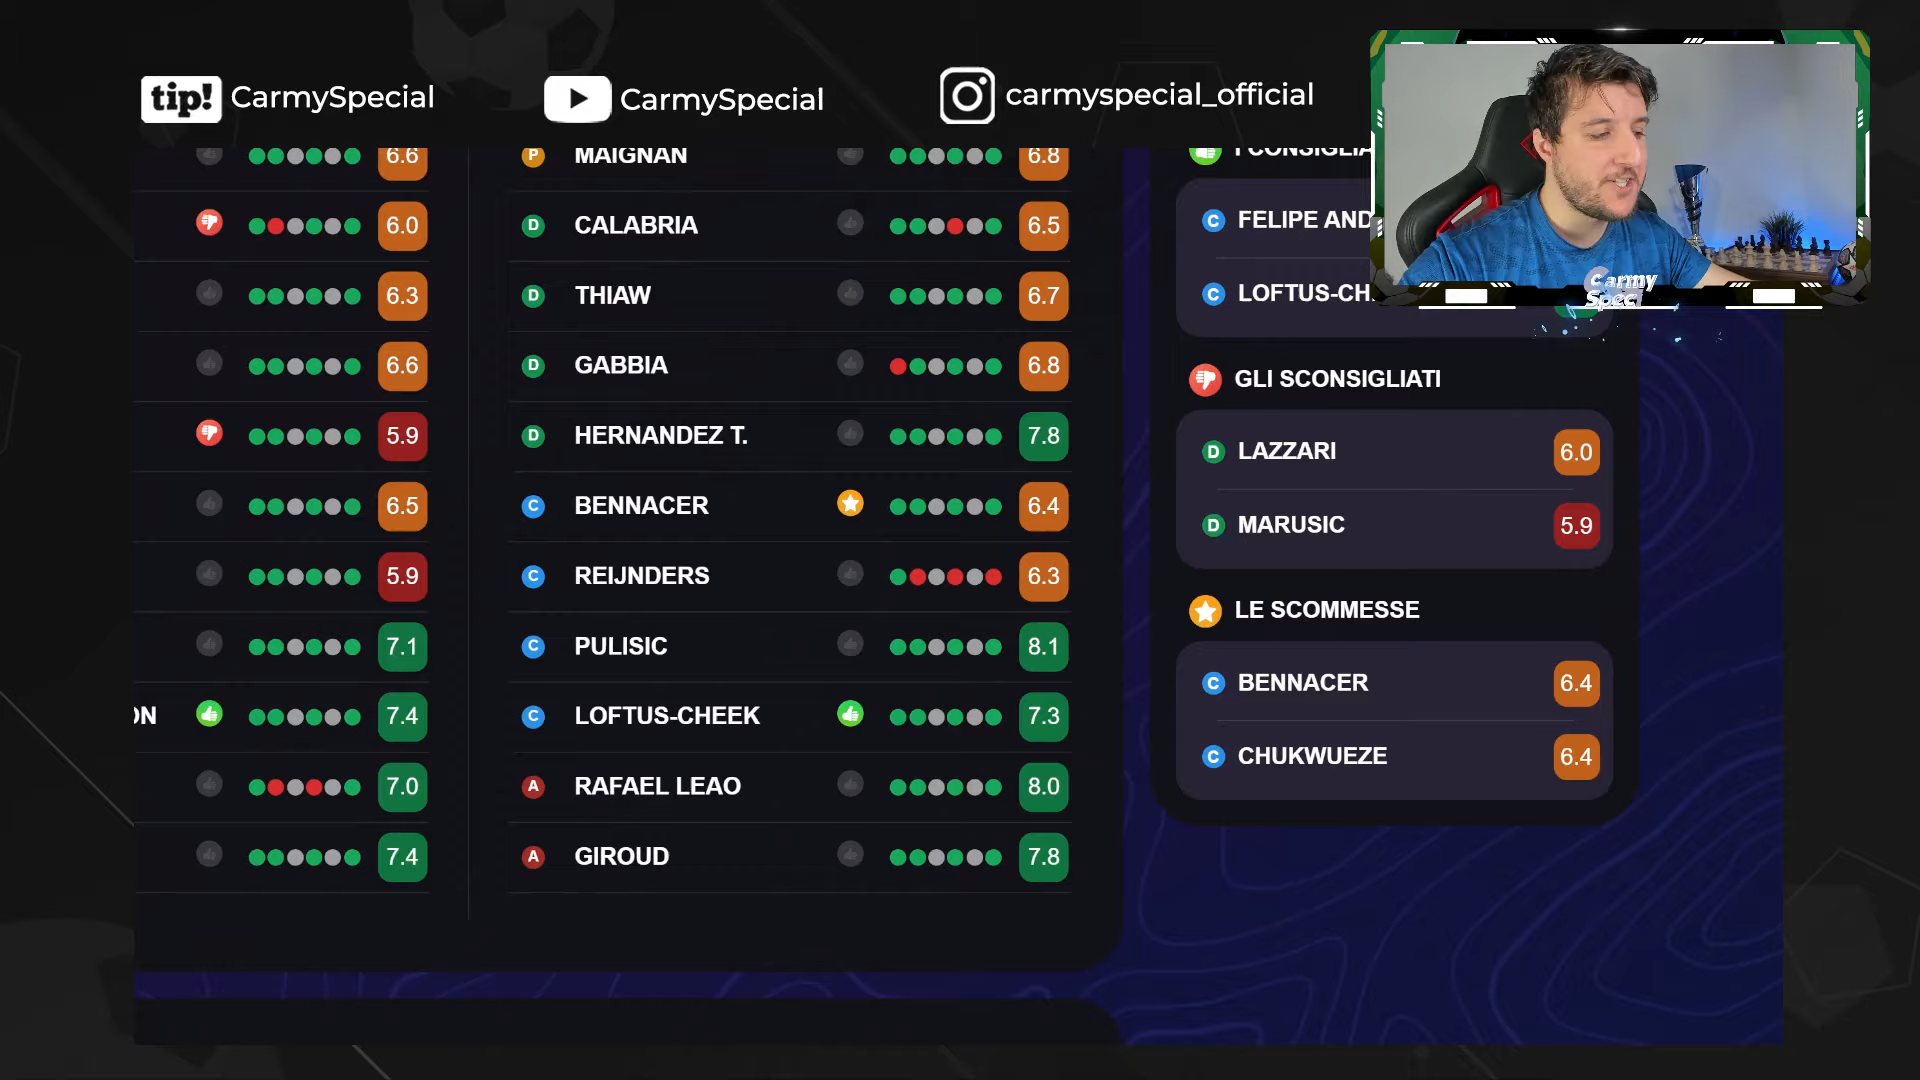 tip! CarmySpecial
CarmySpecial
carmyspecial_official
6.6
6.0
6.3
6.6
5.9
6.5
5.9
7.1
ON 7.4
7.0
7.4
P MAIGNAN 6.8
D CALABRIA 6.5
D THIAW 6.7
D GABBIA 6.8
D HERNANDEZ T. 7.8
C BENNACER 6.4
C REIJNDERS 6.3
C PULISIC 8.1
C LOFTUS-CHEEK 7.3
A RAFAEL LEAO 8.0
A GIROUD 7.8
I CONSIGLIA
C FELIPE AND
C LOFTUS-CH
GLI SCONSIGLIATI
D LAZZARI 6.0
D MARUSIC 5.9
LE SCOMMESSE
C BENNACER 6.4
C CHUKWUEZE 6.4
Carmy
Spec